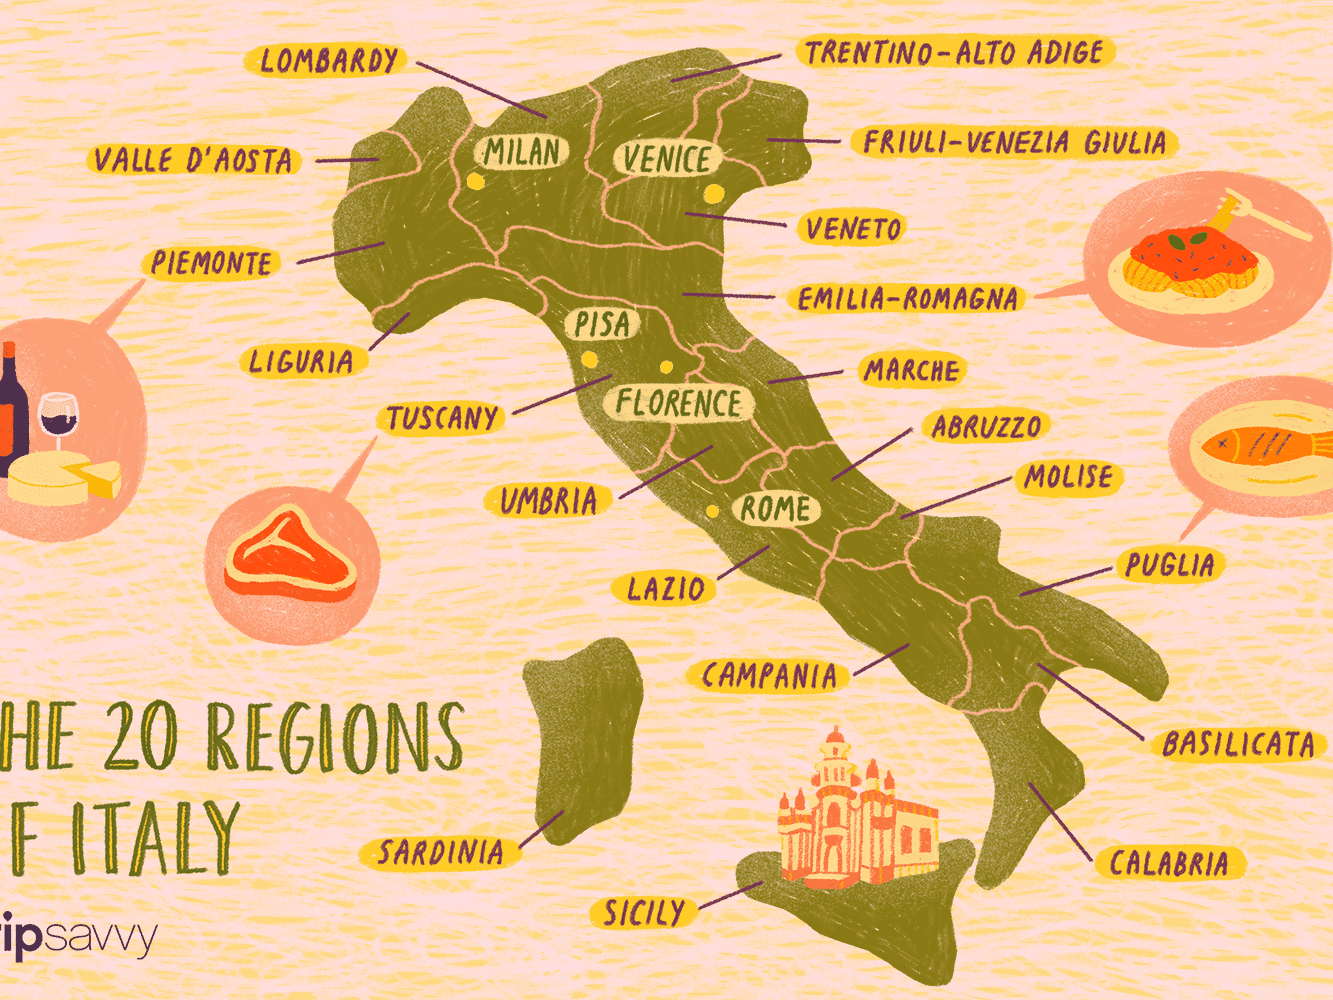 LOMBARDY
TRENTINO-ALTO ADIGE
VALLE D'AOSTA
MILAN
VENICE
FRIULI-VENEZIA GIULIA
VENETO
PIEMONTE
EMILIA-ROMAGNA
PISA
LIGURIA
MARCHE
TUSCANY
FLORENCE
ABRUZZO
MOLISE
UMBRIA
ROME
PUGLIA
LAZIO
CAMPANIA
BASILICATA
HE 20 REGIONS
F ITALY
SARDINIA
CALABRIA
SICILY
ripsavvy